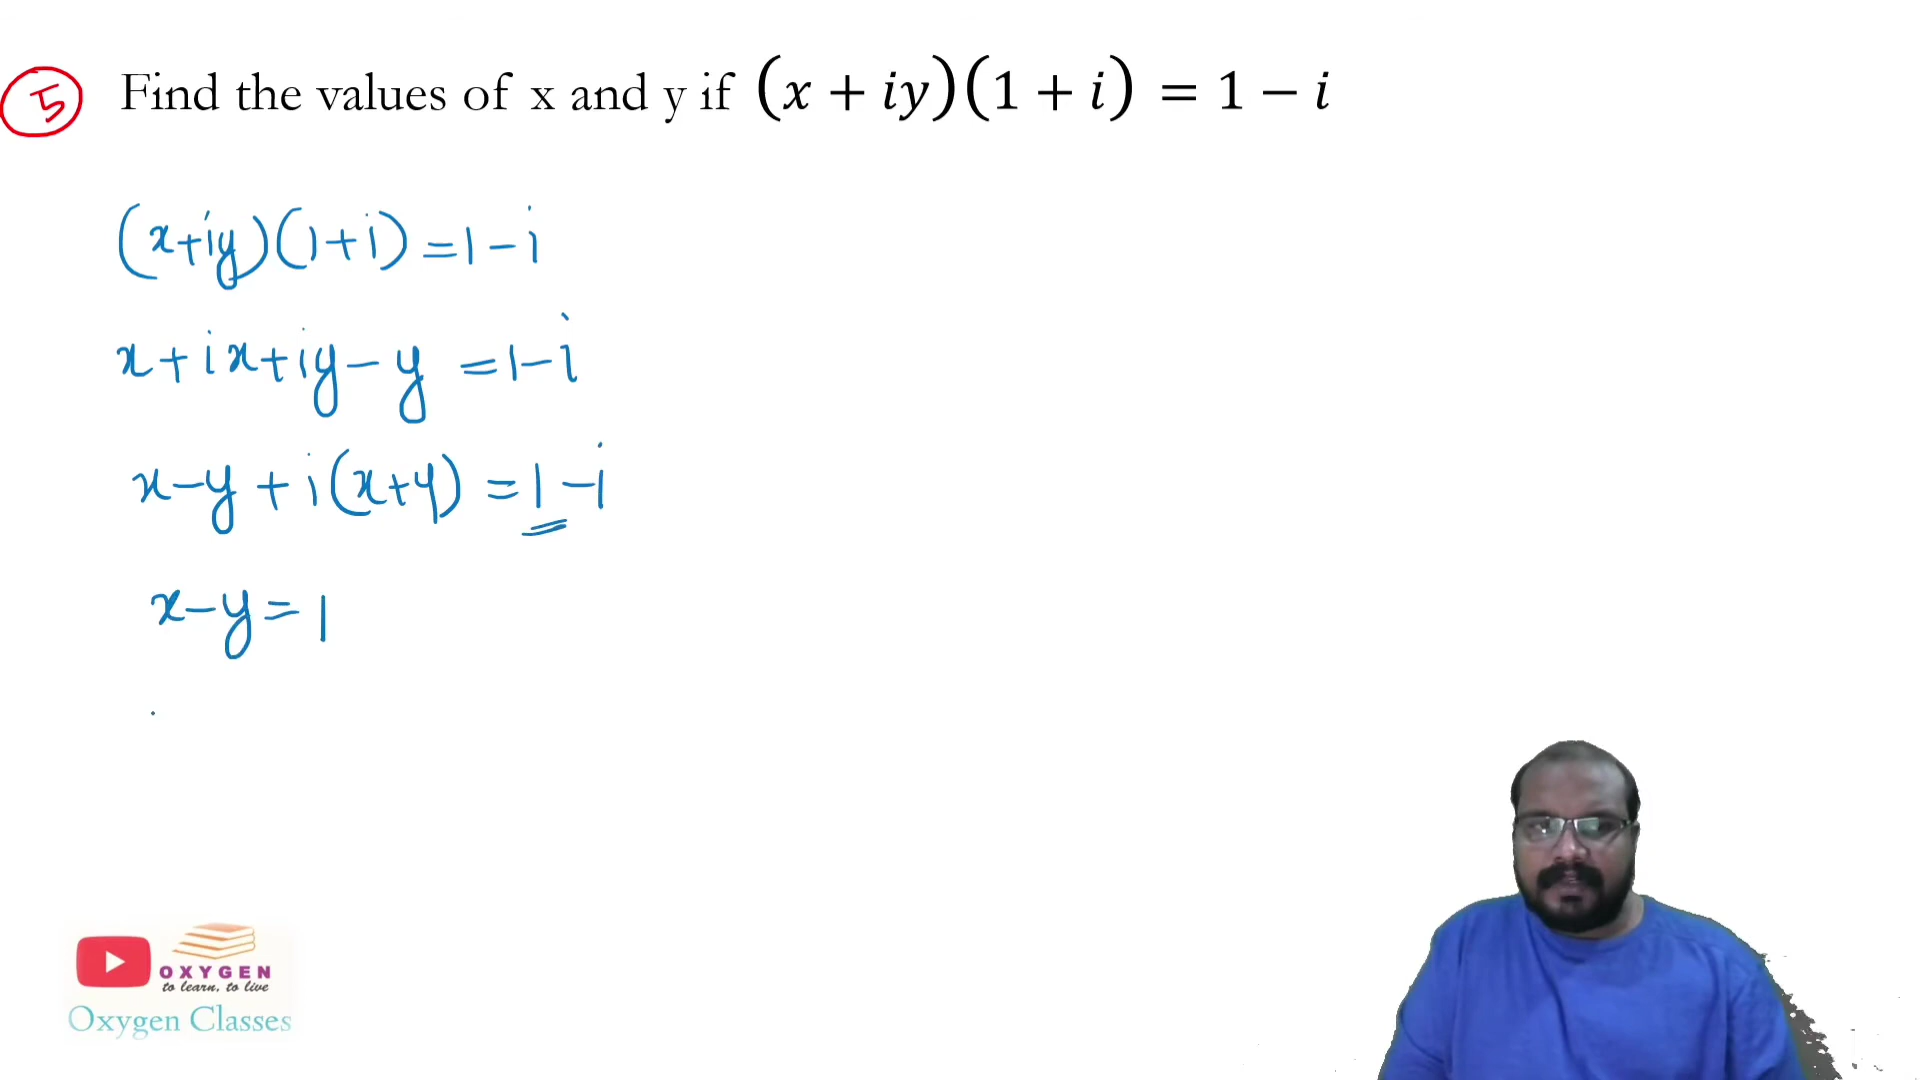 5 Find the values of x and y if (x + iy)(1 + i) = 1 − i
(x+iy)(1+i)=1-i
x+ix+iy-y=1-i
x-y+i(x+y)=1-i
x-y=1
OXYGEN
to learn, to live
Oxygen Classes